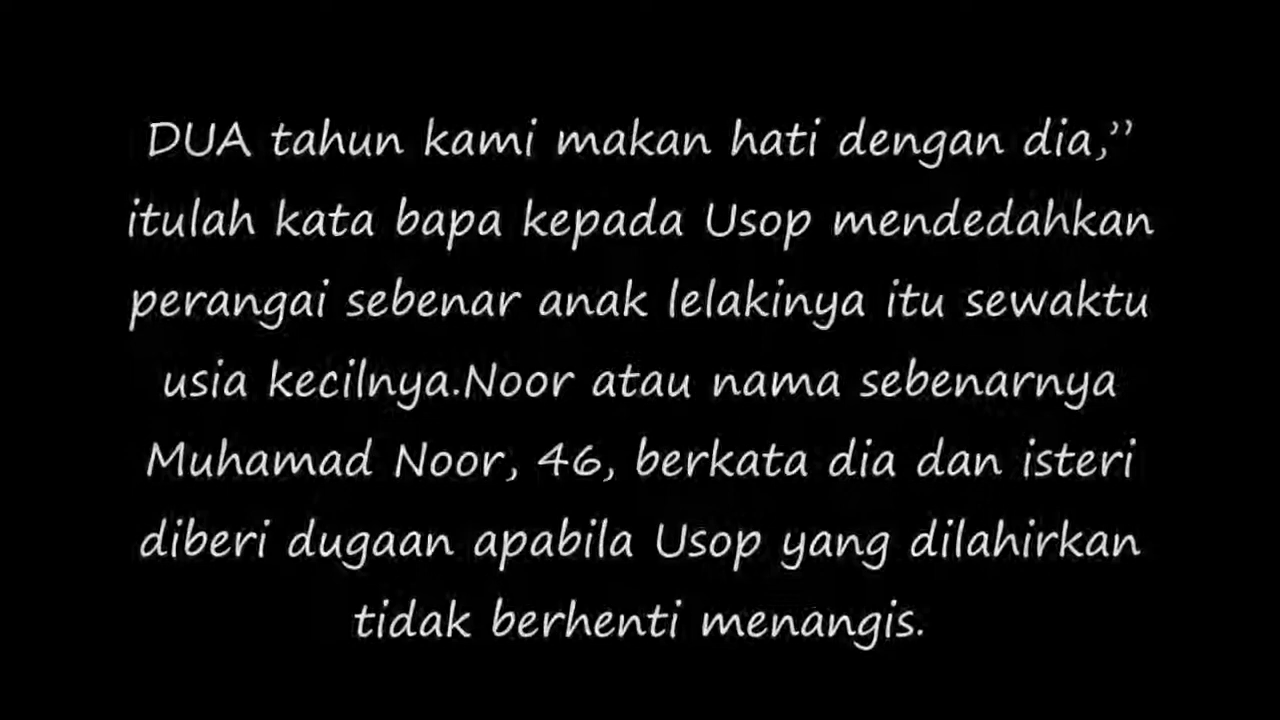 DUA tahun kami makan hati dengan dia,”
itulah kata bapa kepada Usop mendedahkan
perangai sebenar anak lelakinya itu sewaktu
usia kecilnya.Noor atau nama sebenarnya
Muhamad Noor, 46, berkata dia dan isteri
diberi dugaan apabila Usop yang dilahirkan
tidak berhenti menangis.